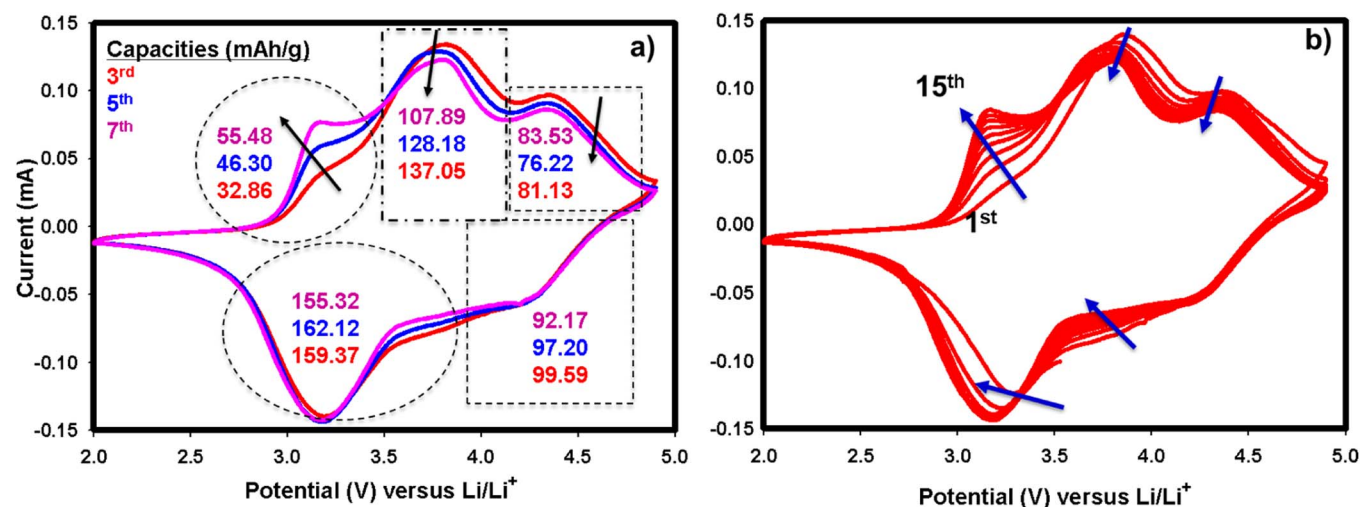 a)
Capacities (mAh/g)
3rd
5th
7th
55.48
46.30
32.86
107.89
128.18
137.05
83.53
76.22
81.13
155.32
162.12
159.37
92.17
97.20
99.59
0.15
0.10
0.05
0.00
-0.05
-0.10
-0.15
Current (mA)
2.0 2.5 3.0 3.5 4.0 4.5 5.0
Potential (V) versus Li/Li+
b)
15th
1st
0.15
0.10
0.05
0.00
-0.05
-0.10
-0.15
2.0 2.5 3.0 3.5 4.0 4.5 5.0
Potential (V) versus Li/Li+